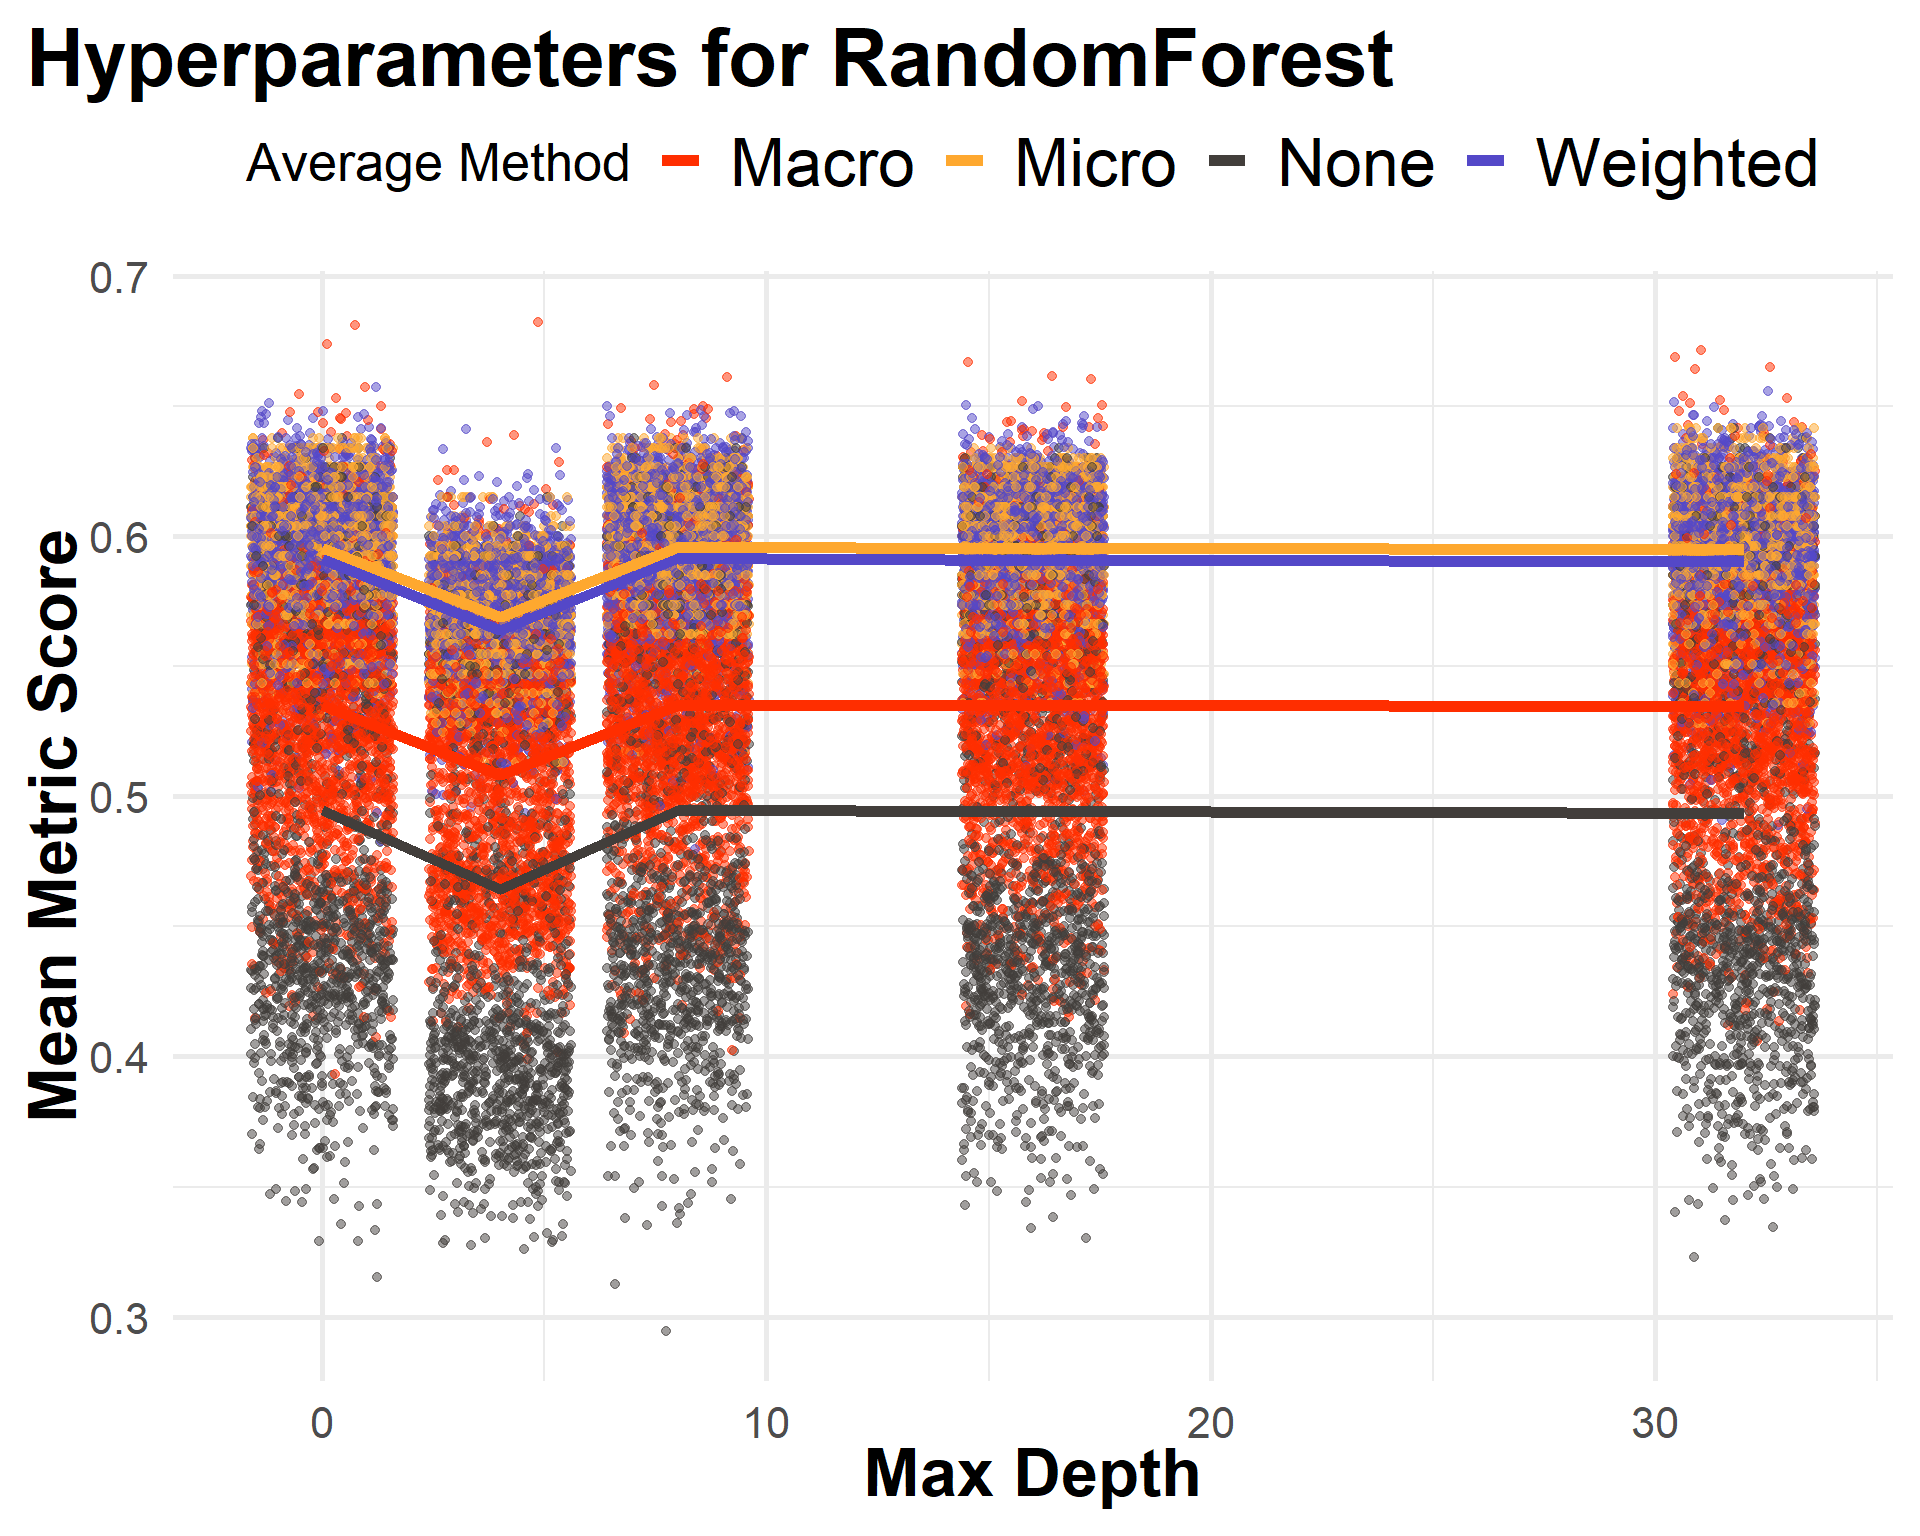 Hyperparameters for RandomForest
Average Method Macro Micro None Weighted
0.7
0.6
0.5
0.4
0.3
Mean Metric Score
0 10 20 30
Max Depth